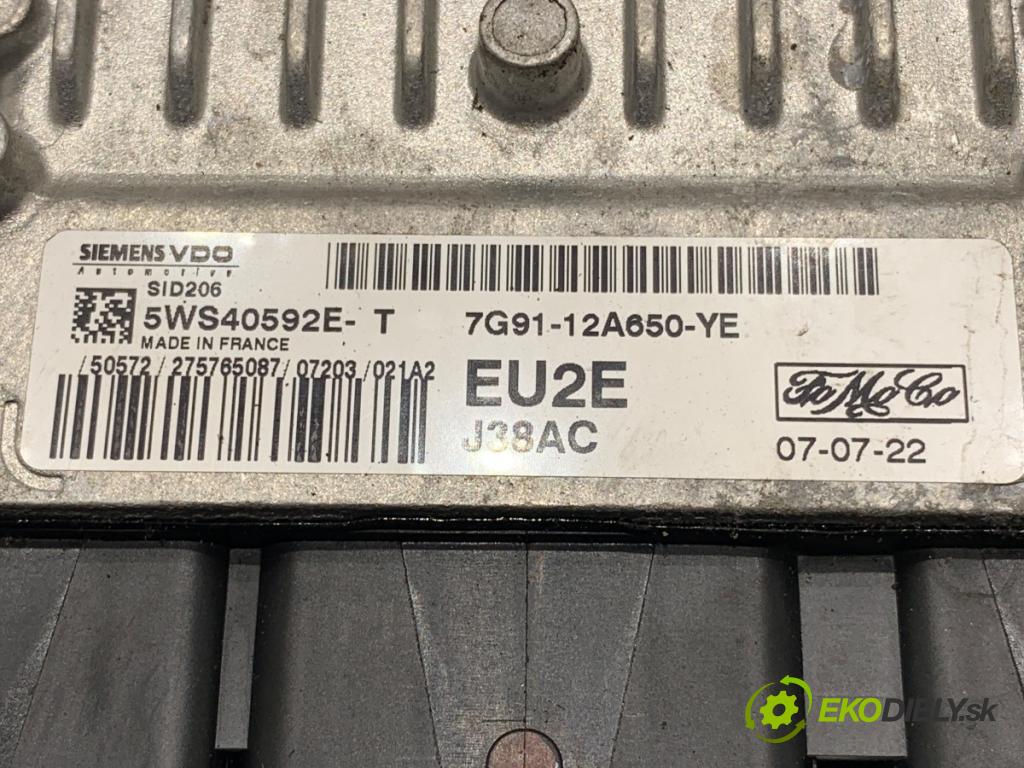 SIEMENS VDO
Automotive
SID206
5WS40592E- T 7G91-12A650-YE
MADE IN FRANCE
/50572/275765087/07203/021A2
EU2E
J38AC
FoMoCo
07-07-22
EKODIELY.sk